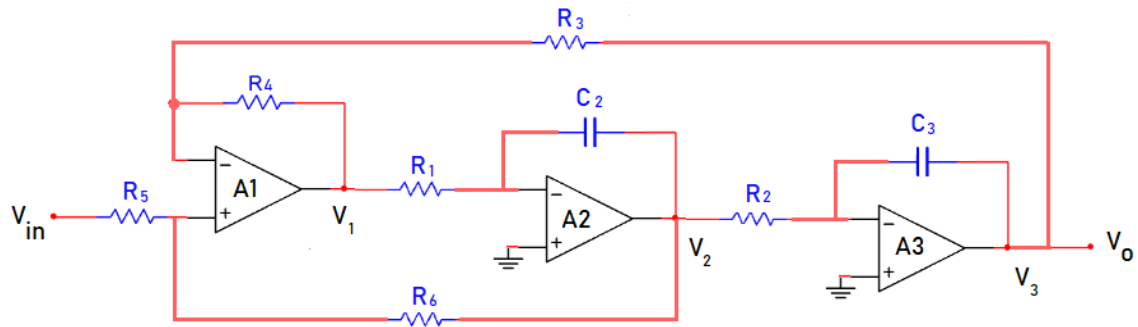 R3
R4
C2
C3
R5
−
A1
+
R1
−
A2
+
R2
−
A3
+
Vin
V1
V2
V3
Vo
R6